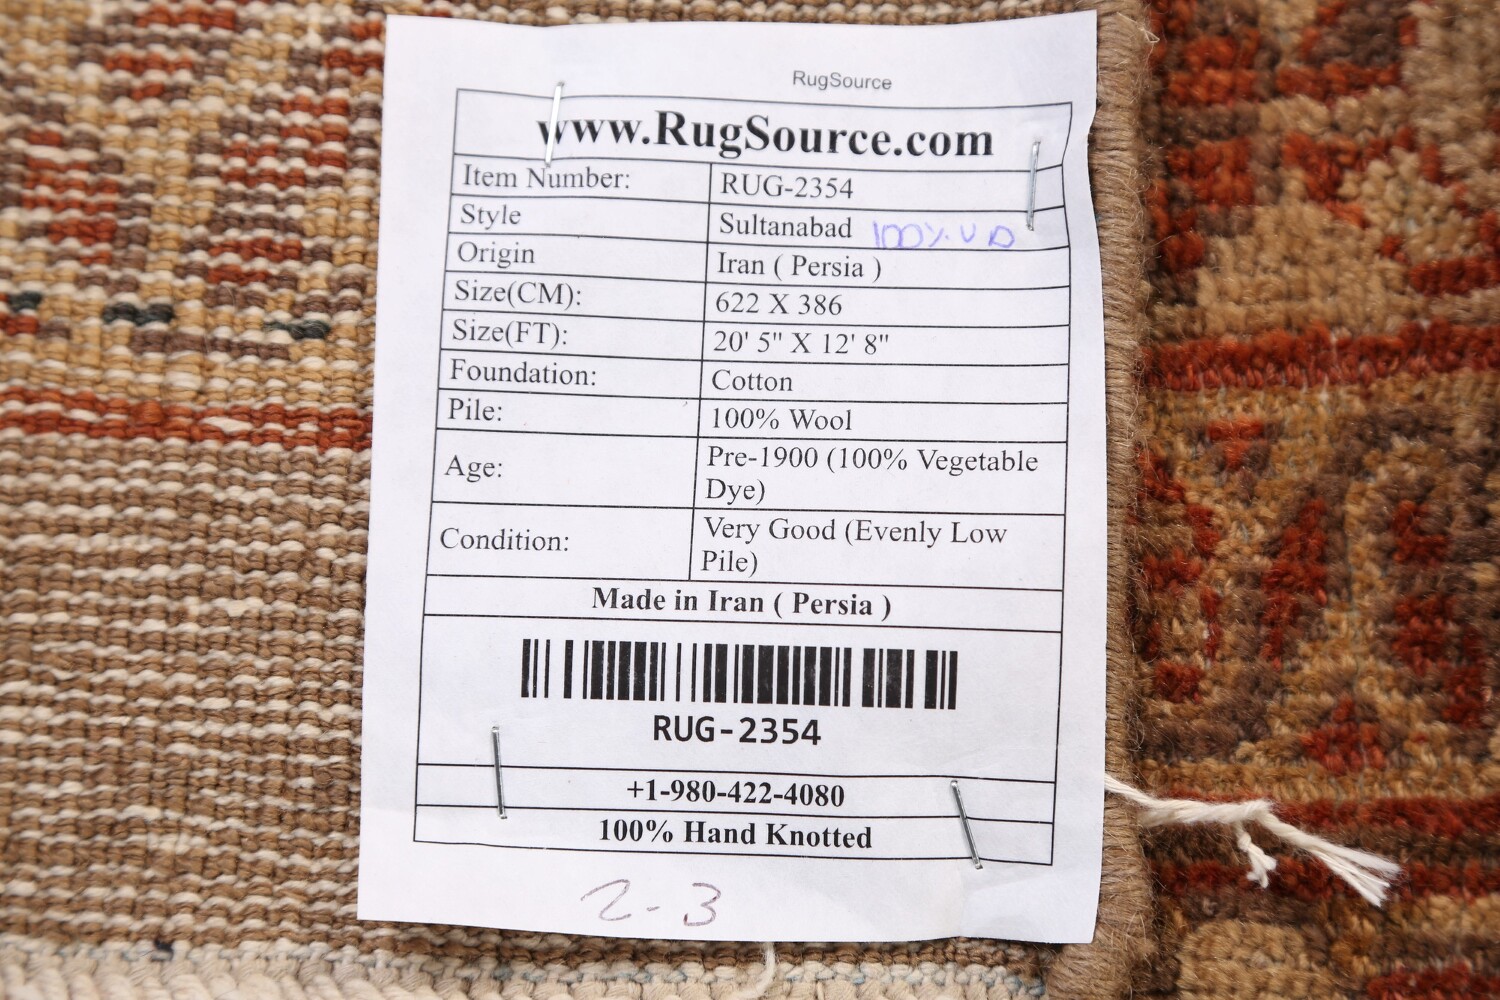 RugSource
www.RugSource.com
Item Number: RUG-2354
Style Sultanabad 100% V D
Origin Iran ( Persia )
Size(CM): 622 X 386
Size(FT): 20' 5" X 12' 8"
Foundation: Cotton
Pile: 100% Wool
Age: Pre-1900 (100% Vegetable
Dye)
Condition: Very Good (Evenly Low
Pile)
Made in Iran ( Persia )
RUG-2354
+1-980-422-4080
100% Hand Knotted
2-3